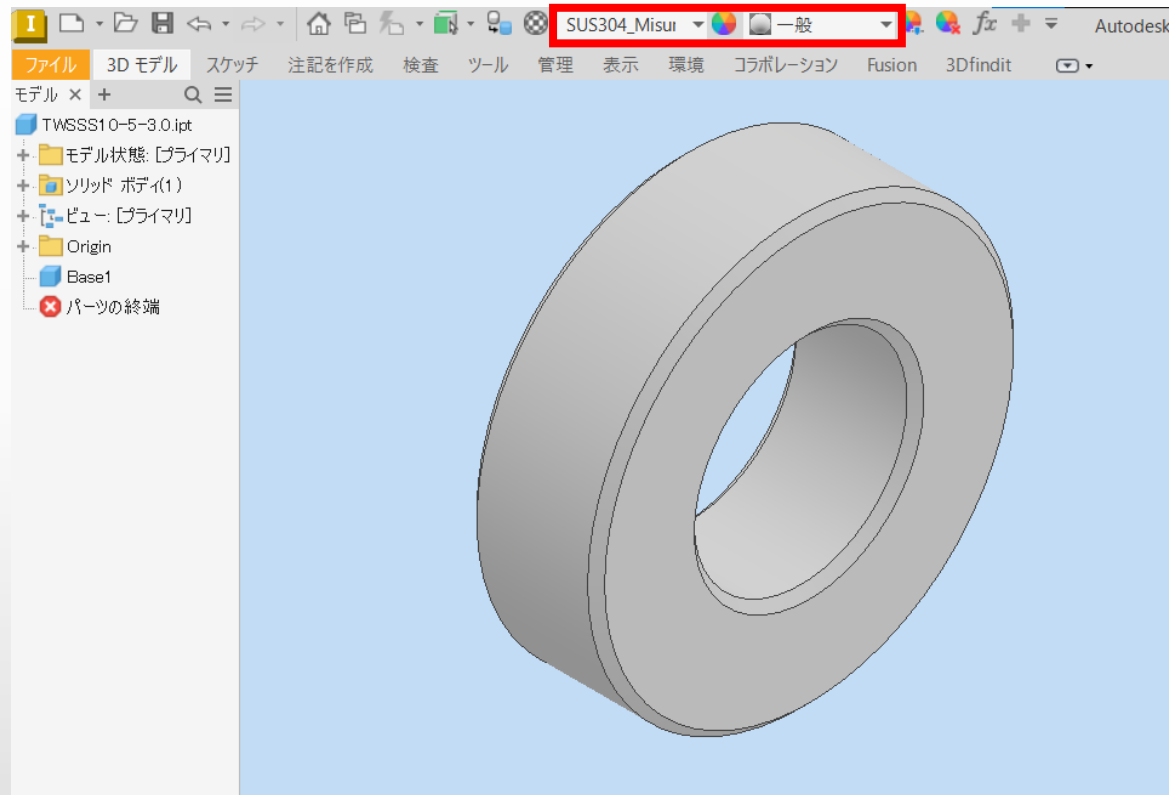 I SUS304_Misur 一般 fx Autodesk
ファイル 3D モデル スケッチ 注記を作成 検査 ツール 管理 表示 環境 コラボレーション Fusion 3Dfindit
モデル × +
TWSSS10-5-3.0.ipt
モデル状態: [プライマリ]
ソリッド ボディ(1)
ビュー: [プライマリ]
Origin
Base1
パーツの終端